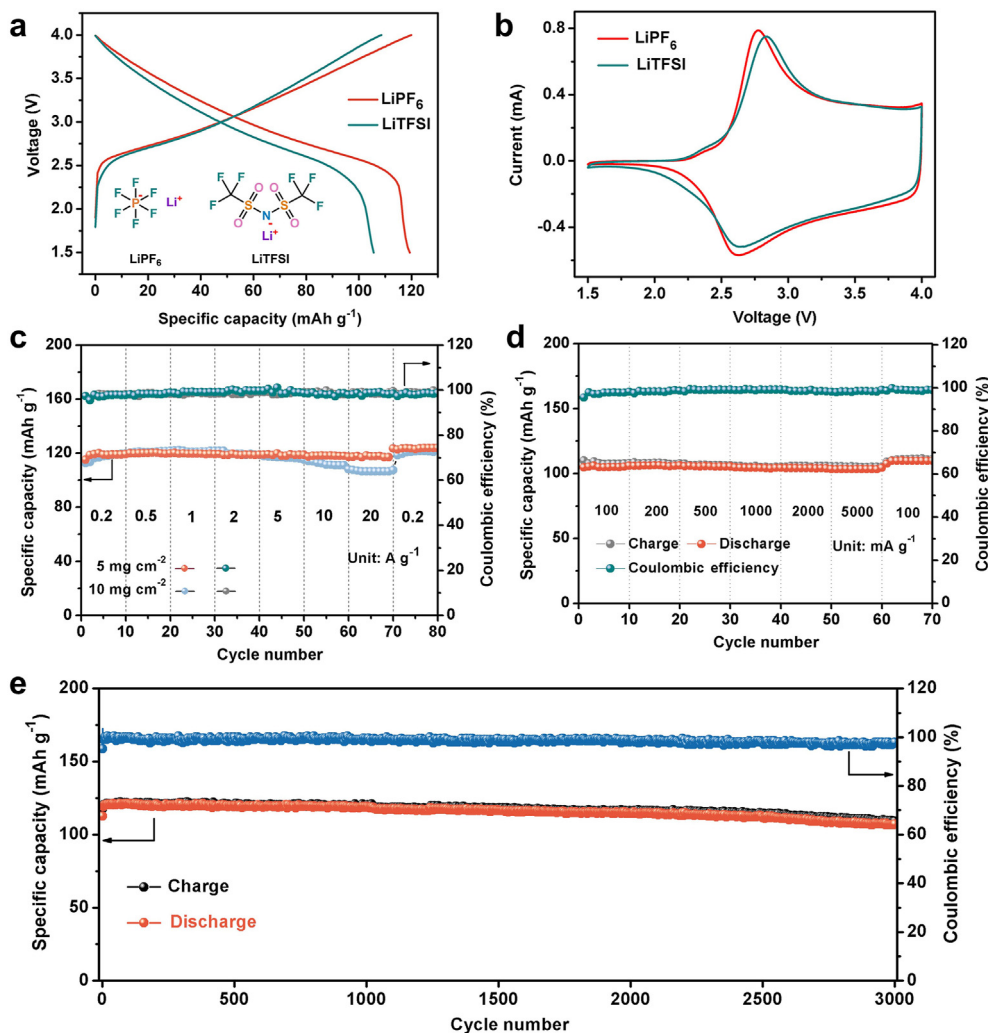 a
Voltage (V)
4.0
3.5
3.0
2.5
2.0
1.5
LiPF₆
LiTFSI
F F F F F F P - Li⁺
LiPF₆
F F F O O S N - S O O F F F Li⁺
LiTFSI
0 20 40 60 80 100 120
Specific capacity (mAh g⁻¹)
b
Current (mA)
0.8
0.4
0.0
-0.4
LiPF₆
LiTFSI
1.5 2.0 2.5 3.0 3.5 4.0
Voltage (V)
c
Specific capacity (mAh g⁻¹)
200
160
120
80
40
0
0.2 0.5 1 2 5 10 20 0.2
Unit: A g⁻¹
5 mg cm⁻²
10 mg cm⁻²
0 10 20 30 40 50 60 70 80
Cycle number
120
100
80
60
40
20
0
Coulombic efficiency (%)
d
Specific capacity (mAh g⁻¹)
200
150
100
50
0
100 200 500 1000 2000 5000 100
Charge Discharge Unit: mA g⁻¹
Coulombic efficiency
0 10 20 30 40 50 60 70
Cycle number
120
100
80
60
40
20
0
Coulombic efficiency (%)
e
Specific capacity (mAh g⁻¹)
200
150
100
50
0
Charge
Discharge
0 500 1000 1500 2000 2500 3000
Cycle number
120
100
80
60
40
20
0
Coulombic efficiency (%)